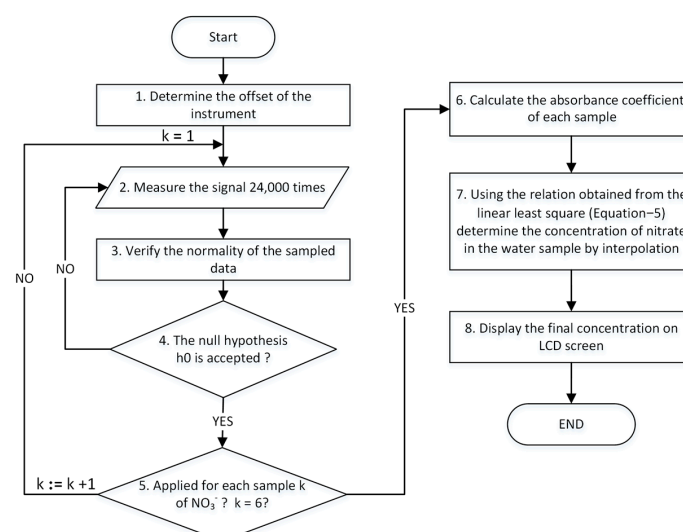 Start
1. Determine the offset of the
instrument
k = 1
2. Measure the signal 24,000 times
3. Verify the normality of the sampled
data
NO
NO
4. The null hypothesis
h0 is accepted ?
YES
k := k +1
5. Applied for each sample k
of NO₃⁻ ? k = 6?
YES
6. Calculate the absorbance coefficient
of each sample
7. Using the relation obtained from the
linear least square (Equation−5)
determine the concentration of nitrate
in the water sample by interpolation
8. Display the final concentration on
LCD screen
END